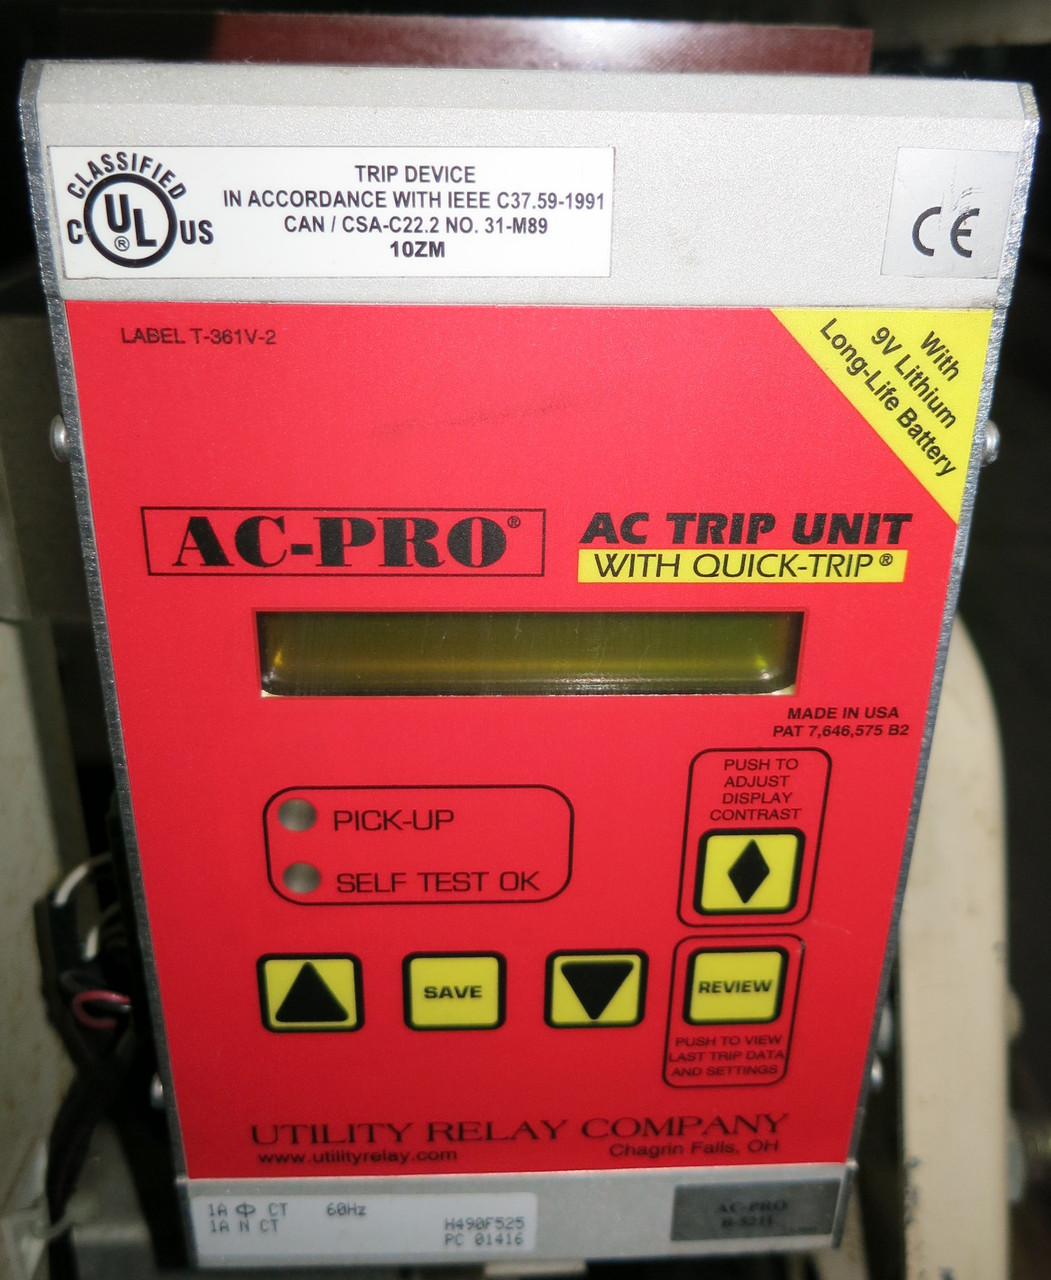 CLASSIFIED
C UL ® US
TRIP DEVICE
IN ACCORDANCE WITH IEEE C37.59-1991
CAN / CSA-C22.2 NO. 31-M89
10ZM
CE
LABEL T-361V-2
With
9V Lithium
Long-Life Battery
AC-PRO®
AC TRIP UNIT
WITH QUICK-TRIP®
MADE IN USA
PAT 7,646,575 B2
PUSH TO
ADJUST
DISPLAY
CONTRAST
PICK-UP
SELF TEST OK
SAVE
REVIEW
PUSH TO VIEW
LAST TRIP DATA
AND SETTINGS
UTILITY RELAY COMPANY
www.utilityrelay.com
Chagrin Falls, OH
1A Φ CT 60Hz
1A N CT
H490F525
PC 01416
AC-PRO